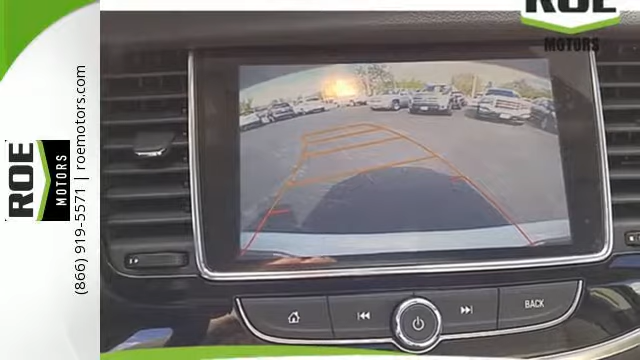 ROE
MOTORS
(866) 919-5571 | roemotors.com
ROE
MOTORS
BACK